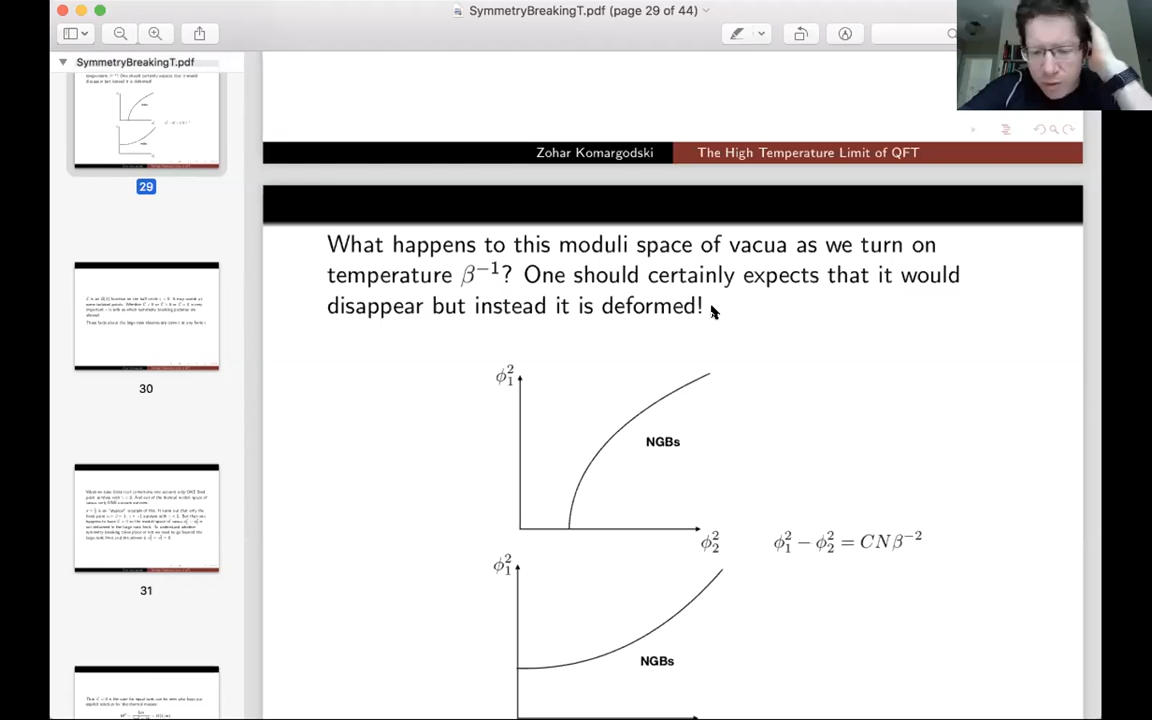 SymmetryBreakingT.pdf (page 29 of 44)
SymmetryBreakingT.pdf
29
30
31
Zohar Komargodski
The High Temperature Limit of QFT
What happens to this moduli space of vacua as we turn on
temperature β⁻¹? One should certainly expects that it would
disappear but instead it is deformed!
ϕ₁²
NGBs
ϕ₂²
ϕ₁² − ϕ₂² = CNβ⁻²
ϕ₁²
NGBs